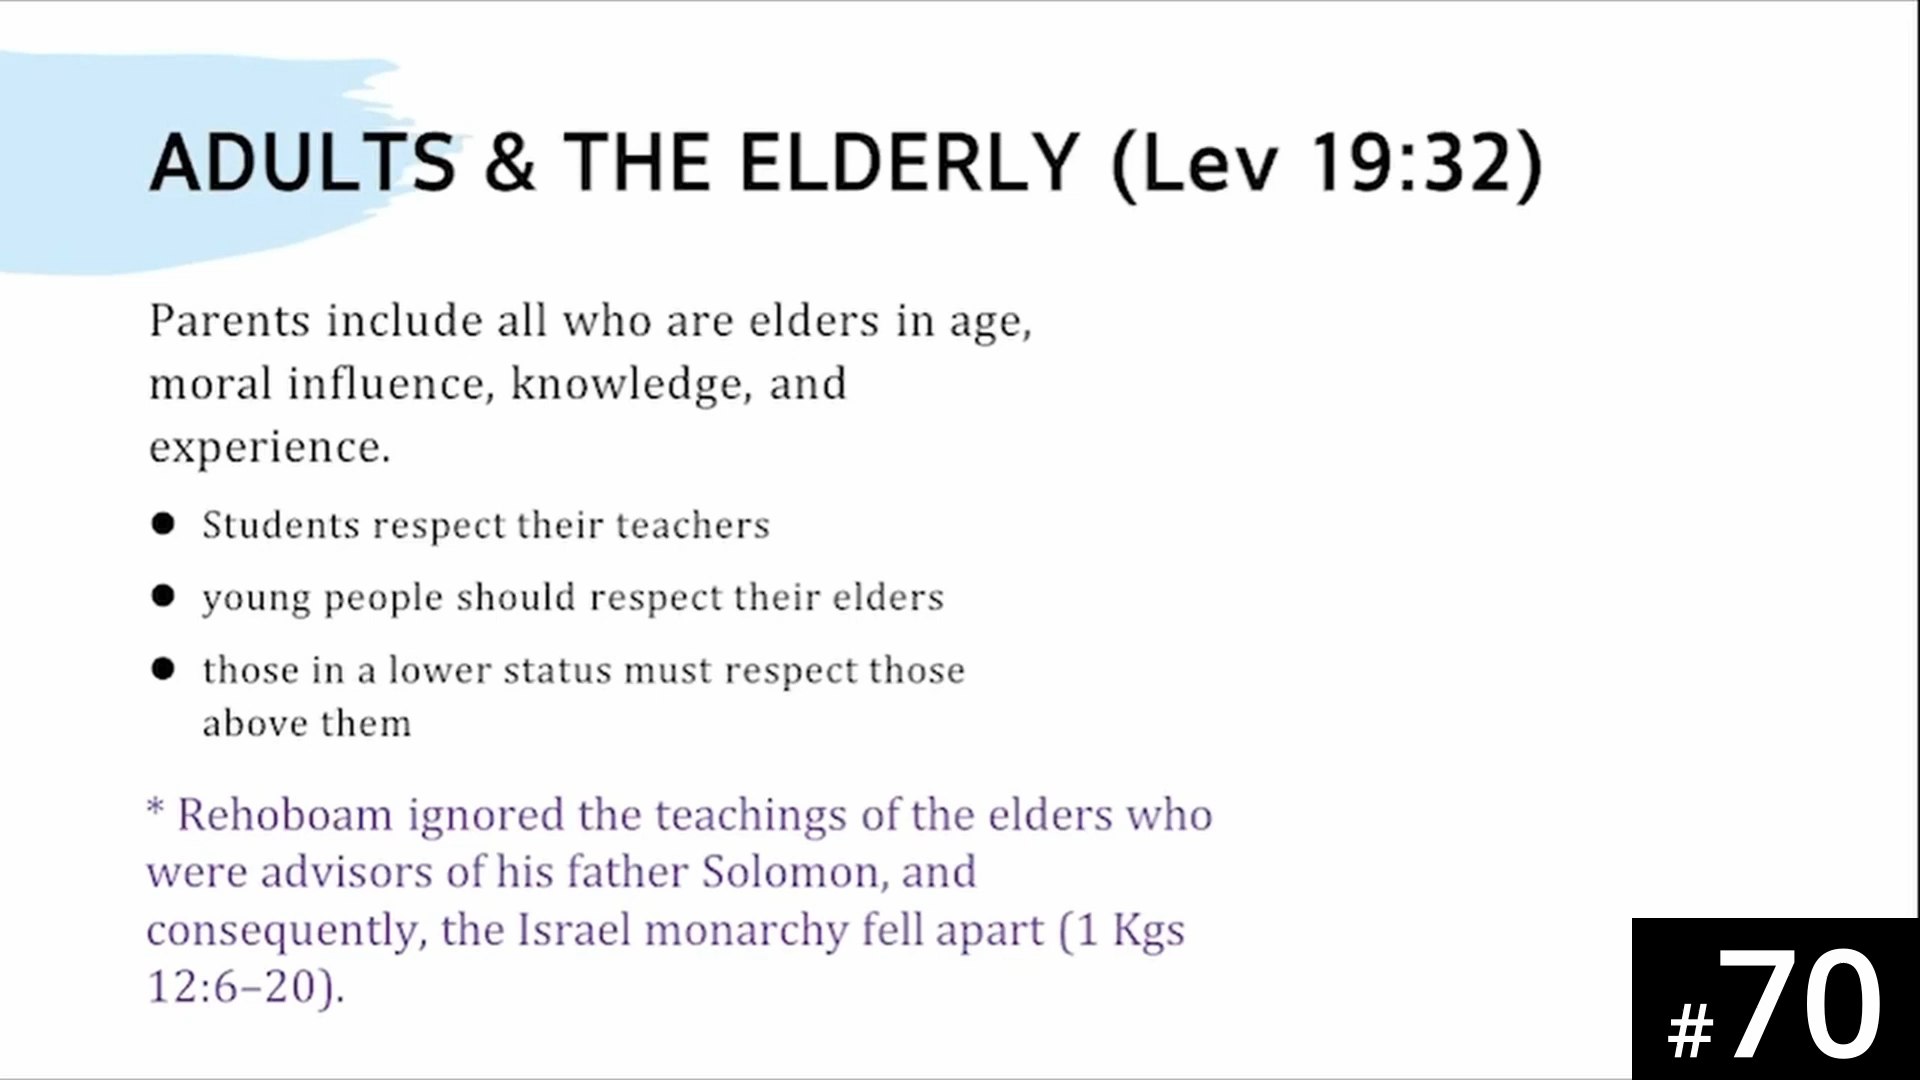 ADULTS & THE ELDERLY (Lev 19:32)
Parents include all who are elders in age,
moral influence, knowledge, and
experience.
● Students respect their teachers
● young people should respect their elders
● those in a lower status must respect those
above them
* Rehoboam ignored the teachings of the elders who
were advisors of his father Solomon, and
consequently, the Israel monarchy fell apart (1 Kgs
12:6–20).
#70